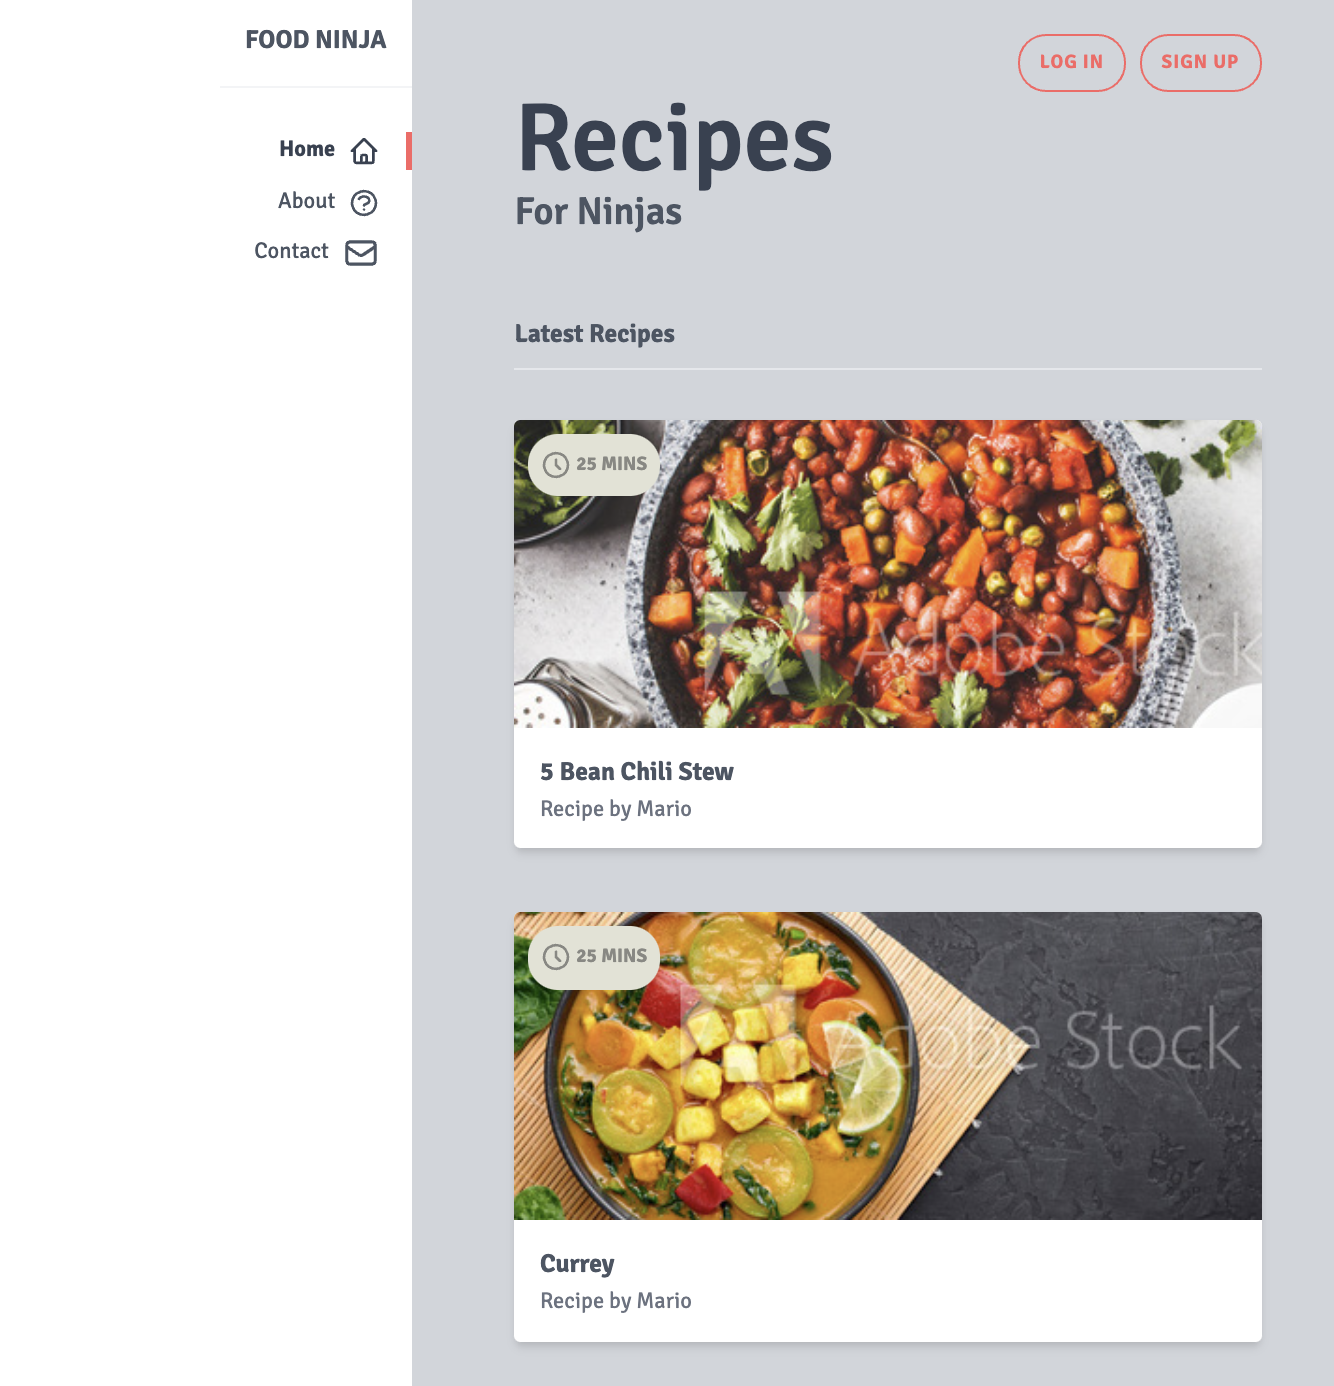 FOOD NINJA
Home
About
Contact
LOG IN
SIGN UP
Recipes
For Ninjas
Latest Recipes
25 MINS
Adobe Stock
5 Bean Chili Stew
Recipe by Mario
25 MINS
Adobe Stock
Currey
Recipe by Mario